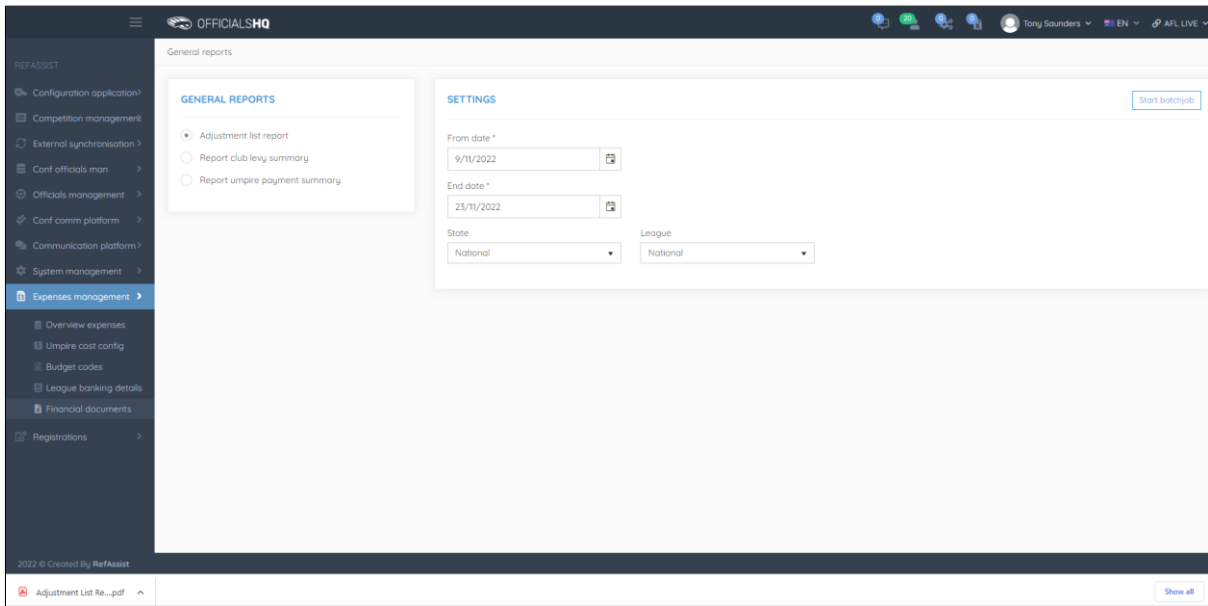 OFFICIALSHQ
0
20
0
0
Tony Saunders
EN
AFL LIVE
REFASSIST
Configuration application
Competition management
External synchronisation
Conf officials man
Officials management
Conf comm platform
Communication platform
System management
Expenses management
Overview expenses
Umpire cost config
Budget codes
League banking details
Financial documents
Registrations
General reports
GENERAL REPORTS
Adjustment list report
Report club levy summary
Report umpire payment summary
SETTINGS
Start batchjob
From date *
9/11/2022
End date *
23/11/2022
State
League
National
National
2022 © Created By RefAssist
Adjustment List Re....pdf
Show all